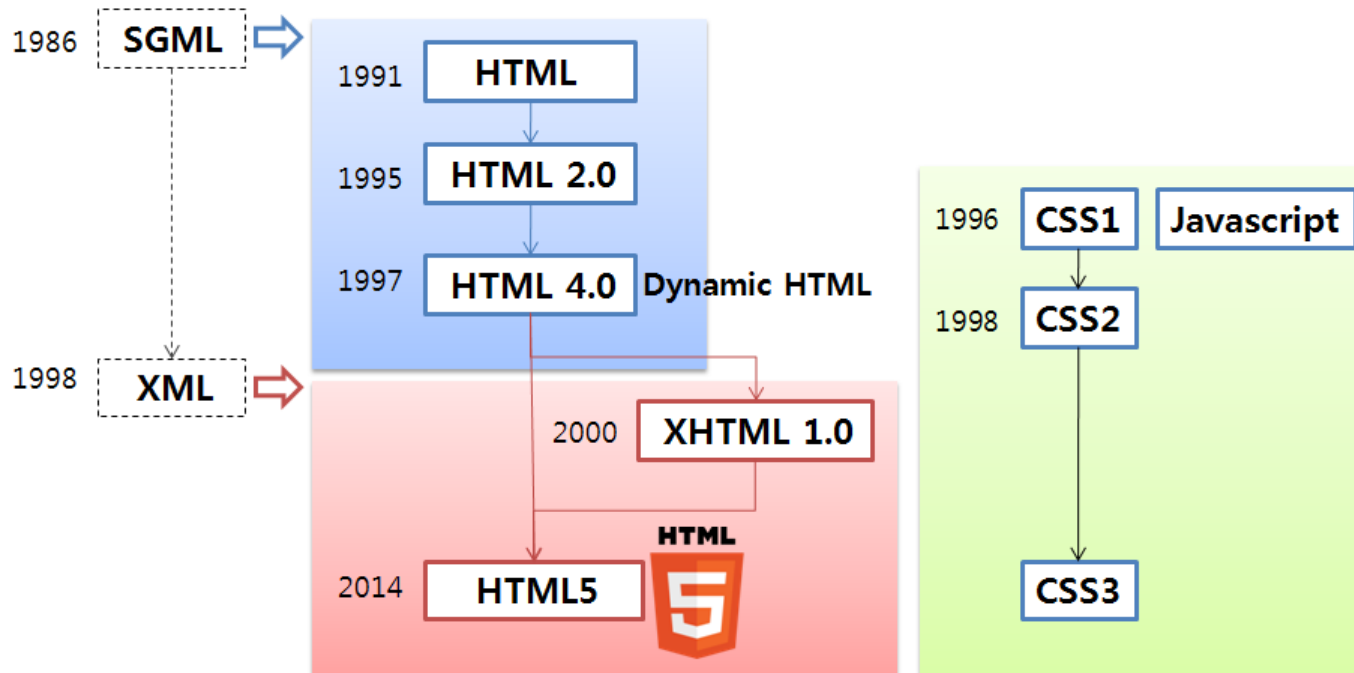 1986 SGML
1991 HTML
1995 HTML 2.0
1997 HTML 4.0 Dynamic HTML
1998 XML
2000 XHTML 1.0
HTML
5
2014 HTML5
1996 CSS1 Javascript
1998 CSS2
CSS3